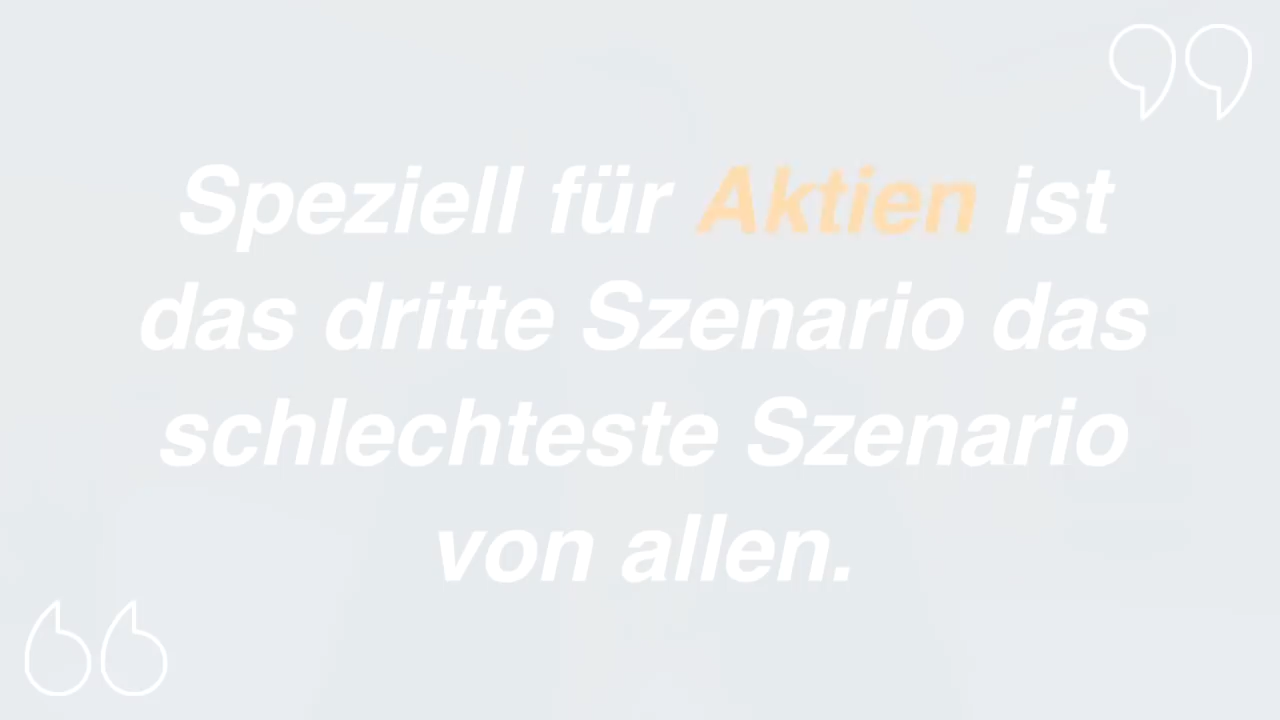 Speziell für Aktien ist
das dritte Szenario das
schlechteste Szenario
von allen.